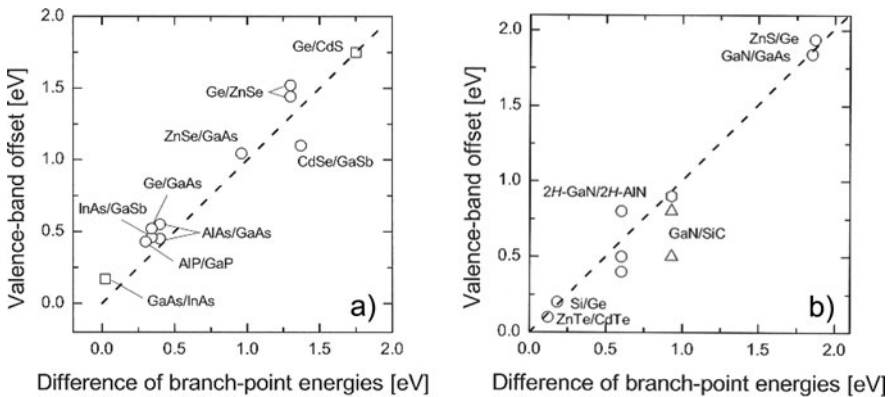 2.0
1.5
1.0
0.5
0.0
Valence-band offset [eV]
Ge/CdS
Ge/ZnSe
ZnSe/GaAs
CdSe/GaSb
Ge/GaAs
InAs/GaSb
AlAs/GaAs
AlP/GaP
GaAs/InAs
a)
0.0 0.5 1.0 1.5 2.0
Difference of branch-point energies [eV]
b)
2.0
1.5
1.0
0.5
0.0
Valence-band offset [eV]
ZnS/Ge
GaN/GaAs
2H-GaN/2H-AlN
GaN/SiC
Si/Ge
ZnTe/CdTe
0.0 0.5 1.0 1.5 2.0
Difference of branch-point energies [eV]